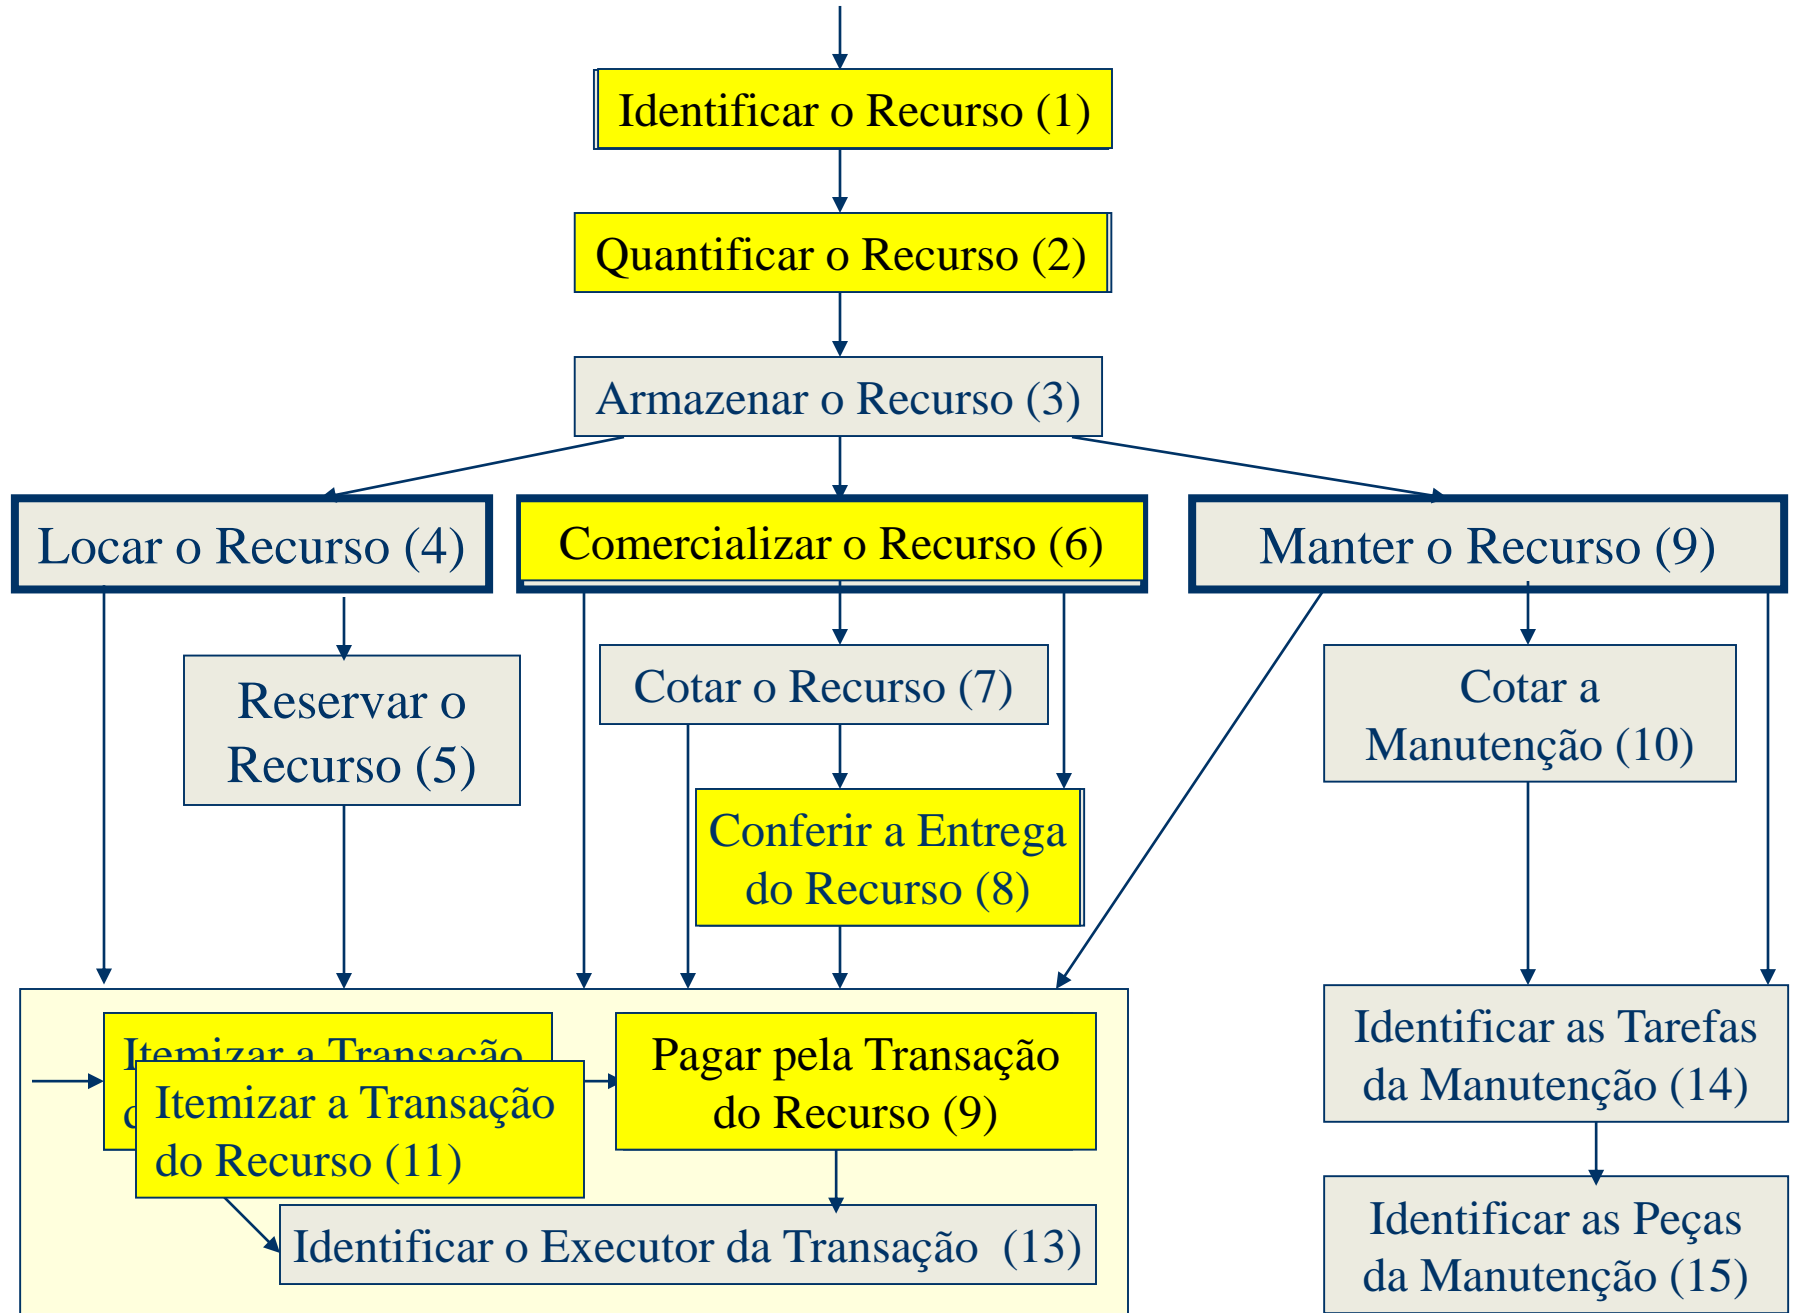 Identificar o Recurso (1)
Quantificar o Recurso (2)
Armazenar o Recurso (3)
Locar o Recurso (4)
Comercializar o Recurso (6)
Manter o Recurso (9)
Reservar o
Recurso (5)
Cotar o Recurso (7)
Cotar a
Manutenção (10)
Conferir a Entrega
do Recurso (8)
Itemizar a Transação
Itemizar a Transação
do Recurso (11)
Pagar pela Transação
do Recurso (9)
Identificar o Executor da Transação (13)
Identificar as Tarefas
da Manutenção (14)
Identificar as Peças
da Manutenção (15)